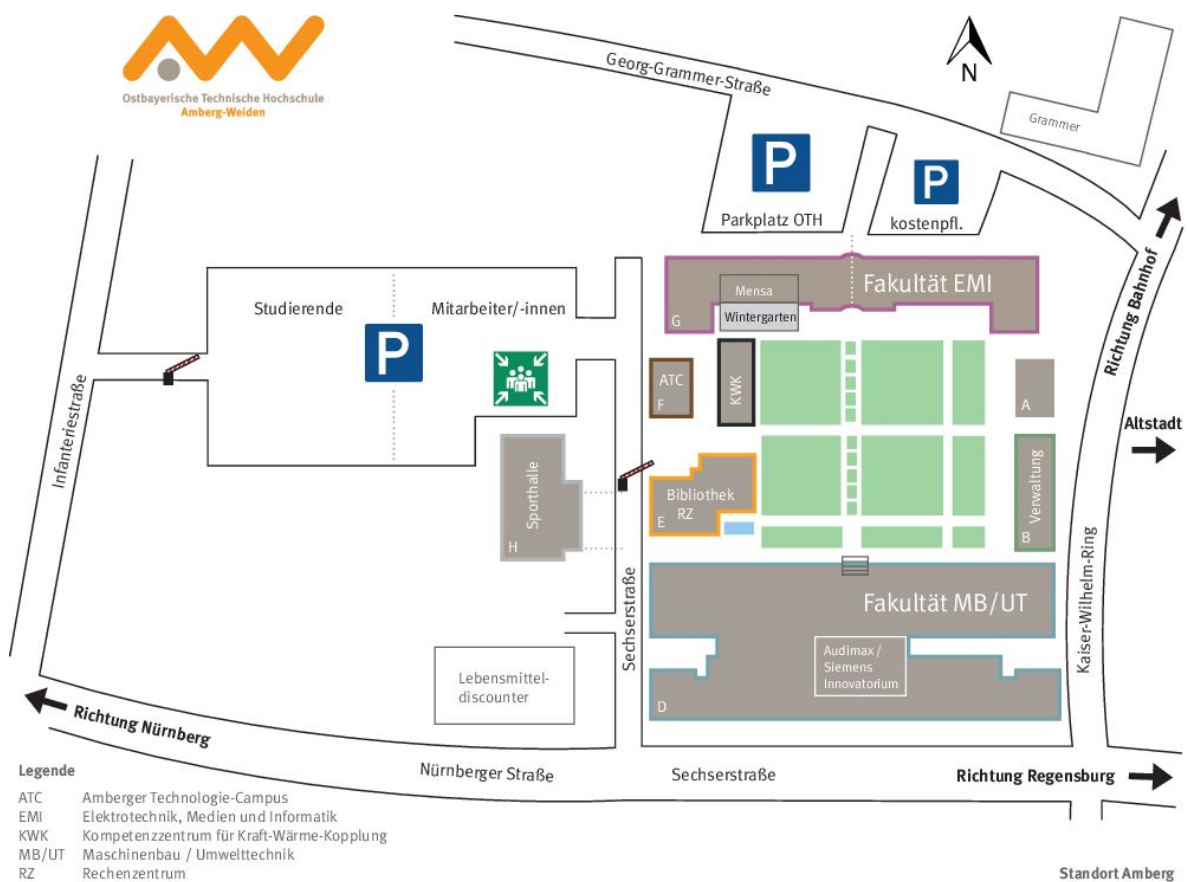 Ostbayerische Technische Hochschule
Amberg-Weiden
Georg-Grammer-Straße
N
Grammer
P
Parkplatz OTH
P
kostenpfl.
Richtung Bahnhof
Studierende
Mitarbeiter/-innen
P
Fakultät EMI
Mensa
Wintergarten
G
ATC
F
KWK
A
Altstadt
Infanteriestraße
Sporthalle
H
Bibliothek
RZ
E
Verwaltung
B
Kaiser-Wilhelm-Ring
Sechserstraße
Fakultät MB/UT
Audimax /
Siemens
Innovatorium
D
Lebensmittel-
discounter
Richtung Nürnberg
Nürnberger Straße
Sechserstraße
Richtung Regensburg
Legende
ATC Amberger Technologie-Campus
EMI Elektrotechnik, Medien und Informatik
KWK Kompetenzzentrum für Kraft-Wärme-Kopplung
MB/UT Maschinenbau / Umwelttechnik
RZ Rechenzentrum
Standort Amberg